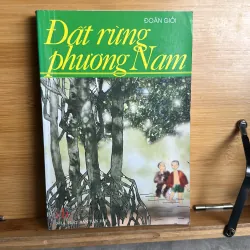 ĐOÀN GIỎI
Đất rừng
phương Nam